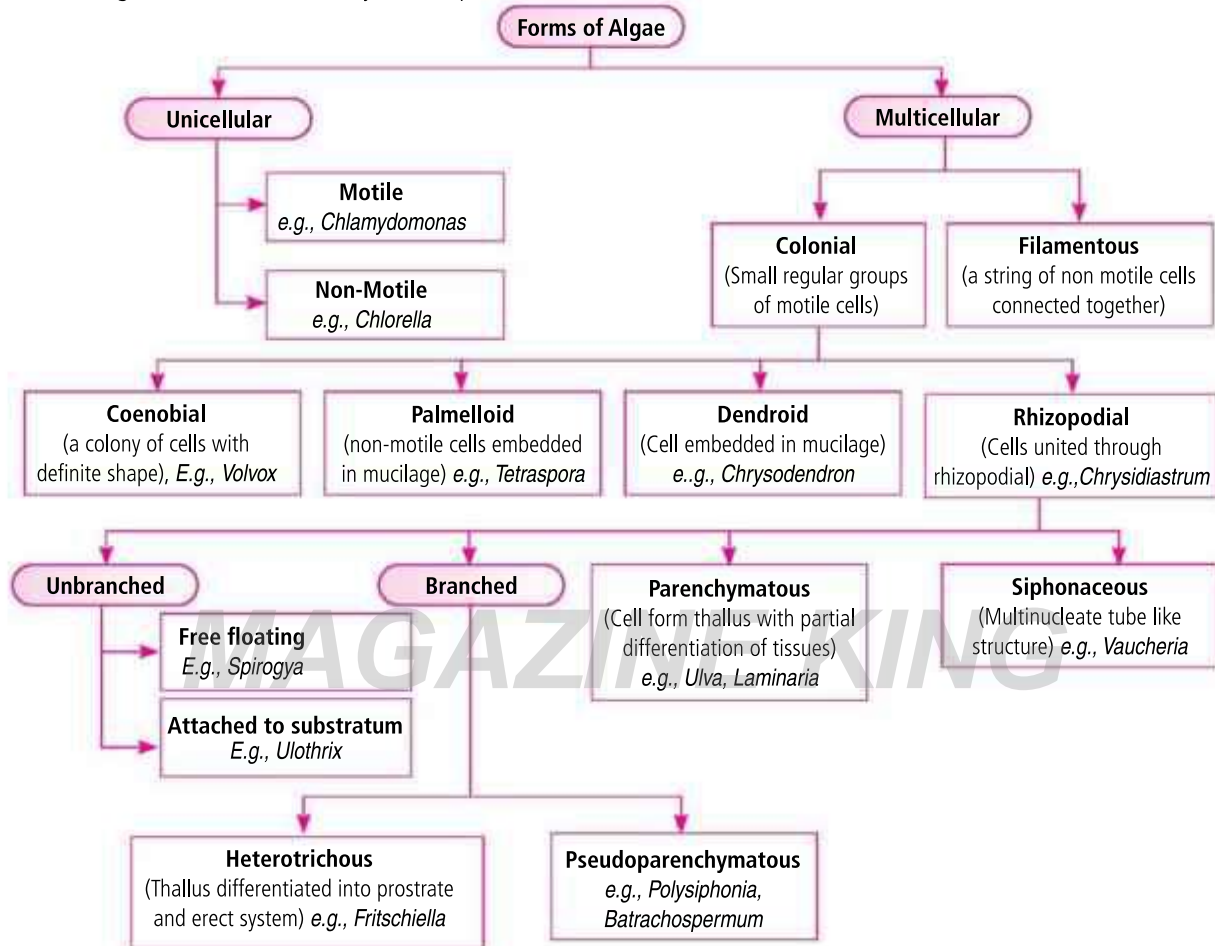 Forms of Algae
Unicellular
Multicellular
Motile
e.g., Chlamydomonas
Non-Motile
e.g., Chlorella
Colonial
(Small regular groups
of motile cells)
Filamentous
(a string of non motile cells
connected together)
Coenobial
(a colony of cells with
definite shape), E.g., Volvox
Palmelloid
(non-motile cells embedded
in mucilage) e.g., Tetraspora
Dendroid
(Cell embedded in mucilage)
e..g., Chrysodendron
Rhizopodial
(Cells united through
rhizopodial) e.g.,Chrysidiastrum
Unbranched
Branched
Free floating
E.g., Spirogya
Attached to substratum
E.g., Ulothrix
Parenchymatous
(Cell form thallus with partial
differentiation of tissues)
e.g., Ulva, Laminaria
Siphonaceous
(Multinucleate tube like
structure) e.g., Vaucheria
MAGAZINE KING
Heterotrichous
(Thallus differentiated into prostrate
and erect system) e.g., Fritschiella
Pseudoparenchymatous
e.g., Polysiphonia,
Batrachospermum